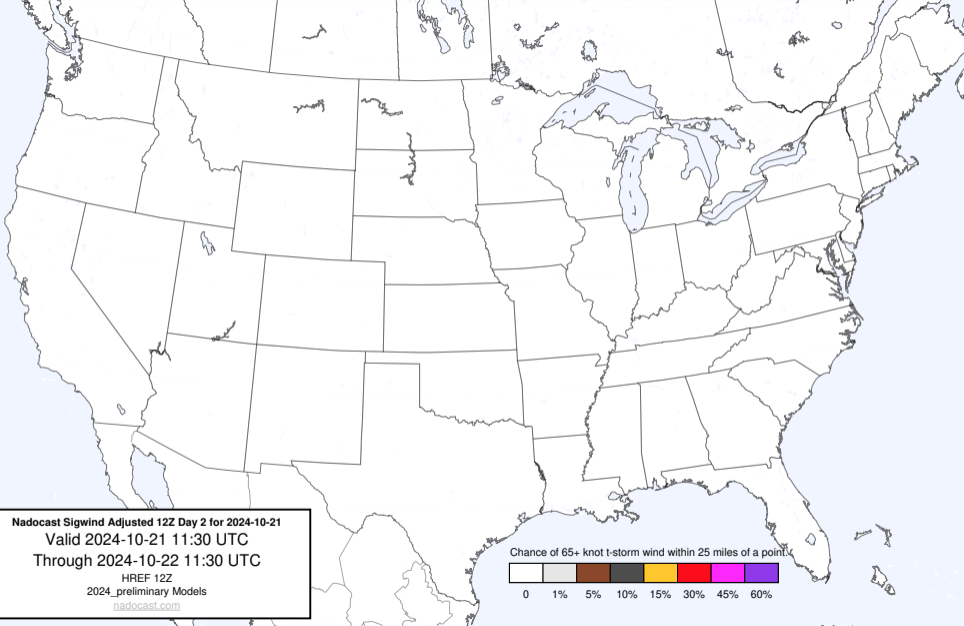 Nadocast Sigwind Adjusted 12Z Day 2 for 2024-10-21
Valid 2024-10-21 11:30 UTC
Through 2024-10-22 11:30 UTC
HREF 12Z
2024_preliminary Models
nadocast.com
Chance of 65+ knot t-storm wind within 25 miles of a point.
0 1% 5% 10% 15% 30% 45% 60%